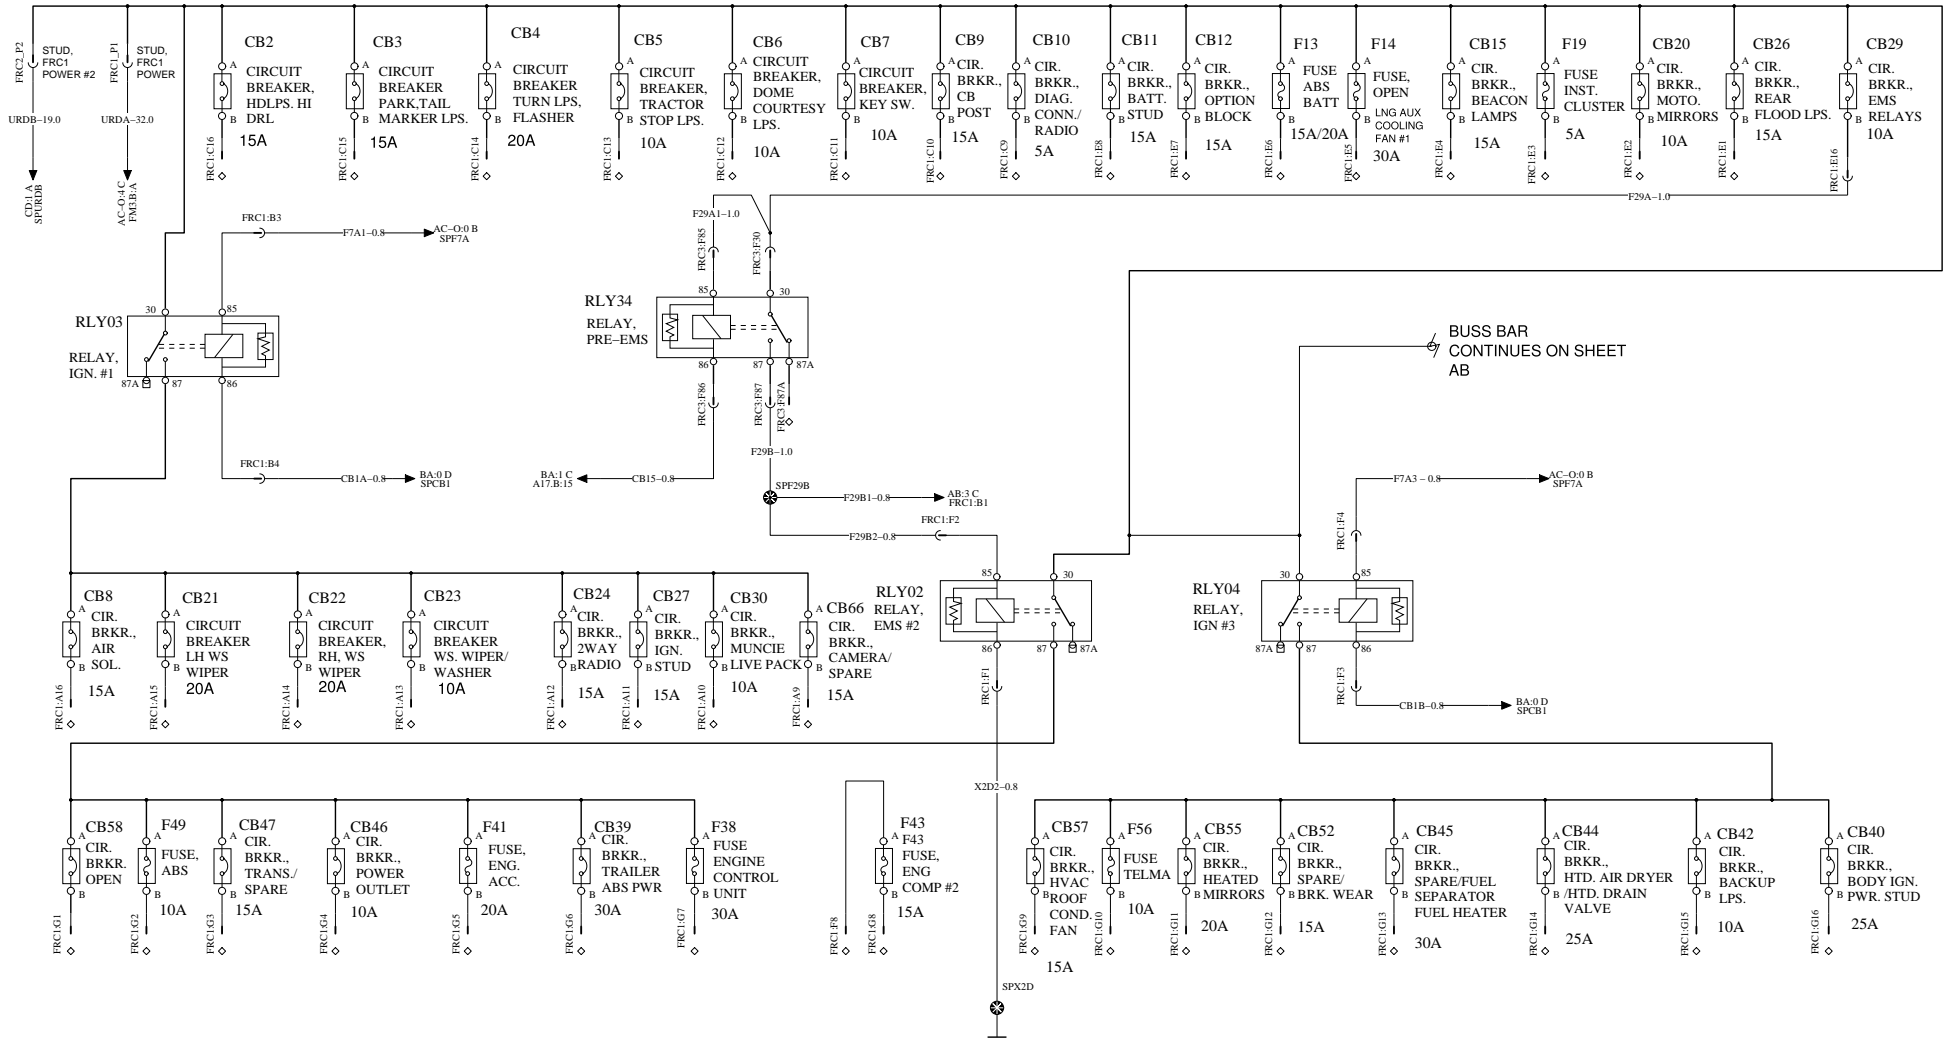 FRC2_P2
STUD,
FRC1
POWER #2
URDB–19.0
CD:1 A
SPURDB
FRC1_P1
STUD,
FRC1
POWER
URDA–32.0
AC–O:4 C
FM3.B:A
CB2
A
CIRCUIT
BREAKER,
HDLPS. HI
DRL
B
15A
FRC1:C16
CB3
A
CIRCUIT
BREAKER
PARK,TAIL
MARKER LPS.
B
15A
FRC1:C15
CB4
A
CIRCUIT
BREAKER
TURN LPS,
FLASHER
B
20A
FRC1:C14
CB5
A
CIRCUIT
BREAKER,
TRACTOR
STOP LPS.
B
10A
FRC1:C13
CB6
A
CIRCUIT
BREAKER,
DOME
COURTESY
LPS.
B
10A
FRC1:C12
CB7
A
CIRCUIT
BREAKER,
KEY SW.
B
10A
FRC1:C11
CB9
A
CIR.
BRKR.,
CB
POST
B
15A
FRC1:C10
CB10
A
CIR.
BRKR.,
DIAG.
CONN./
RADIO
B
5A
FRC1:C9
CB11
A
CIR.
BRKR.,
BATT.
STUD
B
15A
FRC1:E8
CB12
A
CIR.
BRKR.,
OPTION
BLOCK
B
15A
FRC1:E7
F13
A
FUSE
ABS
BATT
B
15A/20A
FRC1:E6
F14
A
FUSE,
OPEN
B
LNG AUX
COOLING
FAN #1
30A
FRC1:E5
CB15
A
CIR.
BRKR.,
BEACON
LAMPS
B
15A
FRC1:E4
F19
A
FUSE
INST.
CLUSTER
B
5A
FRC1:E3
CB20
A
CIR.
BRKR.,
MOTO.
MIRRORS
B
10A
FRC1:E2
CB26
A
CIR.
BRKR.,
REAR
FLOOD LPS.
B
15A
FRC1:E1
CB29
A
CIR.
BRKR.,
EMS
RELAYS
B
10A
FRC1:E16
F29A–1.0
FRC1:B3
F7A1–0.8
AC–O:0 B
SPF7A
RLY03
RELAY,
IGN. #1
30
85
87A
87
86
FRC1:B4
CB1A–0.8
BA:0 D
SPCB1
F29A1–1.0
FRC3:F85
FRC3:F30
RLY34
RELAY,
PRE–EMS
85
30
86
87
87A
FRC3:F86
FRC3:F87
FRC3:F87A
F29B–1.0
BA:1 C
A17.B:15
CB15–0.8
SPF29B
F29B1–0.8
AB:3 C
FRC1:B1
F29B2–0.8
FRC1:F2
BUSS BAR
CONTINUES ON SHEET
AB
F7A3 – 0.8
AC–O:0 B
SPF7A
FRC1:F4
RLY02
RELAY,
EMS #2
85
30
86
87
87A
FRC1:F1
RLY04
RELAY,
IGN #3
30
85
87A
87
86
FRC1:F3
CB1B–0.8
BA:0 D
SPCB1
CB8
A
CIR.
BRKR.,
AIR
SOL.
B
15A
FRC1:A16
CB21
A
CIRCUIT
BREAKER
LH WS
WIPER
B
20A
FRC1:A15
CB22
A
CIRCUIT
BREAKER,
RH, WS
WIPER
B
20A
FRC1:A14
CB23
A
CIRCUIT
BREAKER
WS. WIPER/
WASHER
B
10A
FRC1:A13
CB24
A
CIR.
BRKR.,
2WAY
RADIO
B
15A
FRC1:A12
CB27
A
CIR.
BRKR.,
IGN.
STUD
B
15A
FRC1:A11
CB30
A
CIR.
BRKR.,
MUNCIE
LIVE PACK
B
10A
FRC1:A10
CB66
A
CIR.
BRKR.,
CAMERA/
SPARE
B
15A
FRC1:A9
X2D2–0.8
SPX2D
CB58
A
CIR.
BRKR.
OPEN
B
FRC1:G1
F49
A
FUSE,
ABS
B
10A
FRC1:G2
CB47
A
CIR.
BRKR.,
TRANS./
SPARE
B
15A
FRC1:G3
CB46
A
CIR.
BRKR.,
POWER
OUTLET
B
10A
FRC1:G4
F41
A
FUSE,
ENG.
ACC.
B
20A
FRC1:G5
CB39
A
CIR.
BRKR.,
TRAILER
ABS PWR
B
30A
FRC1:G6
F38
A
FUSE
ENGINE
CONTROL
UNIT
B
30A
FRC1:G7
FRC1:F8
F43
A
F43
FUSE,
ENG
COMP #2
B
15A
FRC1:G8
CB57
A
CIR.
BRKR.,
HVAC
ROOF
COND.
FAN
B
15A
FRC1:G9
F56
A
FUSE
TELMA
B
10A
FRC1:G10
CB55
A
CIR.
BRKR.,
HEATED
MIRRORS
B
20A
FRC1:G11
CB52
A
CIR.
BRKR.,
SPARE/
BRK. WEAR
B
15A
FRC1:G12
CB45
A
CIR.
BRKR.,
SPARE/FUEL
SEPARATOR
FUEL HEATER
B
30A
FRC1:G13
CB44
A
CIR.
BRKR.,
HTD. AIR DRYER
/HTD. DRAIN
VALVE
B
25A
FRC1:G14
CB42
A
CIR.
BRKR.,
BACKUP
LPS.
B
10A
FRC1:G15
CB40
A
CIR.
BRKR.,
BODY IGN.
PWR. STUD
B
25A
FRC1:G16